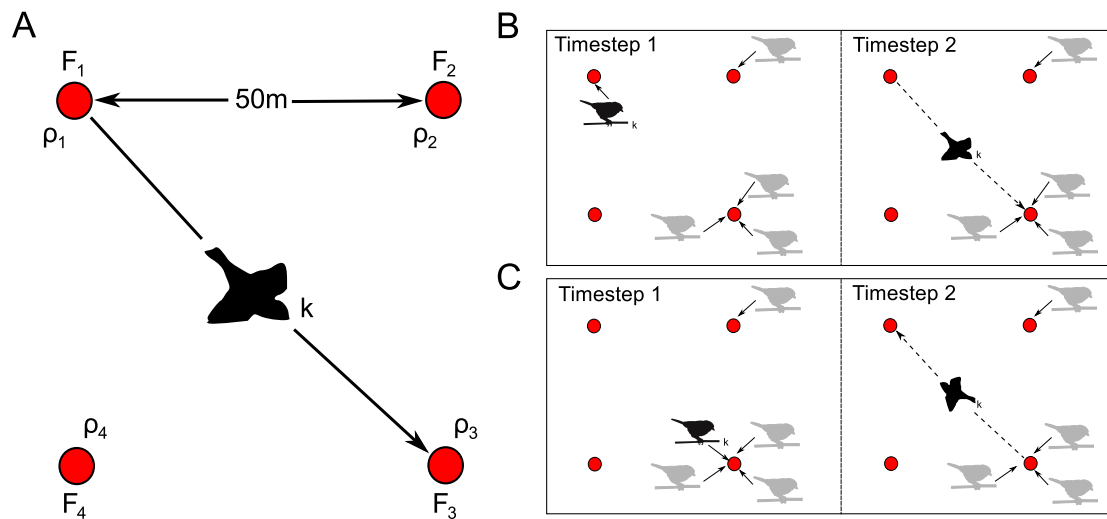 A
F₁
F₂
50m
ρ₁
ρ₂
k
ρ₄
ρ₃
F₄
F₃
B
Timestep 1
Timestep 2
k
k
C
Timestep 1
Timestep 2
k
k